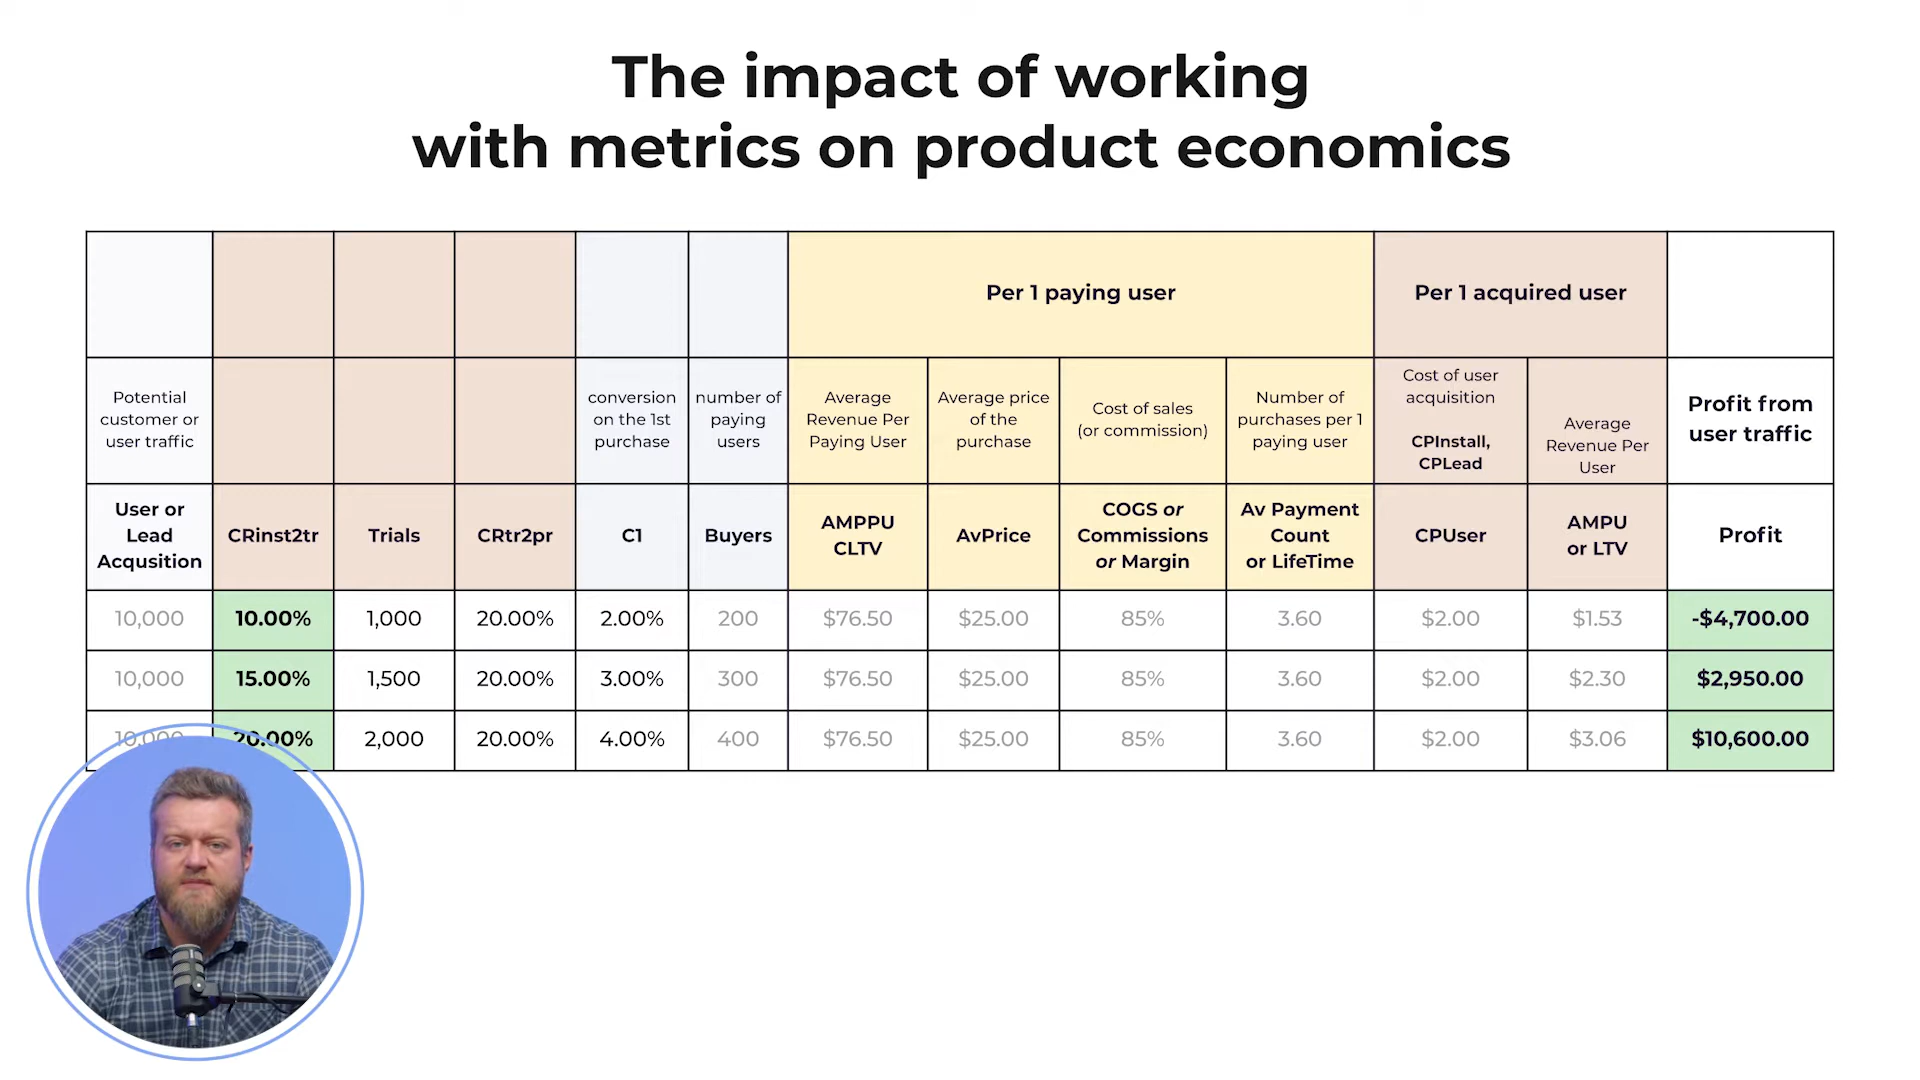 The impact of working
with metrics on product economics
Per 1 paying user
Per 1 acquired user
Potential
customer or
user traffic
conversion
on the 1st
purchase
number of
paying
users
Average
Revenue Per
Paying User
Average price
of the
purchase
Cost of sales
(or commission)
Number of
purchases per 1
paying user
Cost of user
acquisition
CPInstall,
CPLead
Average
Revenue Per
User
Profit from
user traffic
User or
Lead
Acqusition
CRinst2tr
Trials
CRtr2pr
C1
Buyers
AMPPU
CLTV
AvPrice
COGS or
Commissions
or Margin
Av Payment
Count
or LifeTime
CPUser
AMPU
or LTV
Profit
10,000 10.00% 1,000 20.00% 2.00% 200 $76.50 $25.00 85% 3.60 $2.00 $1.53 -$4,700.00
10,000 15.00% 1,500 20.00% 3.00% 300 $76.50 $25.00 85% 3.60 $2.00 $2.30 $2,950.00
10,000 20.00% 2,000 20.00% 4.00% 400 $76.50 $25.00 85% 3.60 $2.00 $3.06 $10,600.00